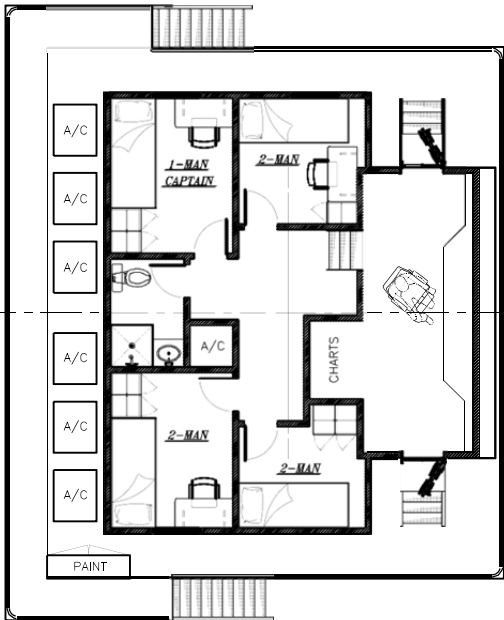 A/C
1-MAN
CAPTAIN
2-MAN
A/C
A/C
A/C
CHARTS
A/C
A/C
2-MAN
2-MAN
A/C
PAINT